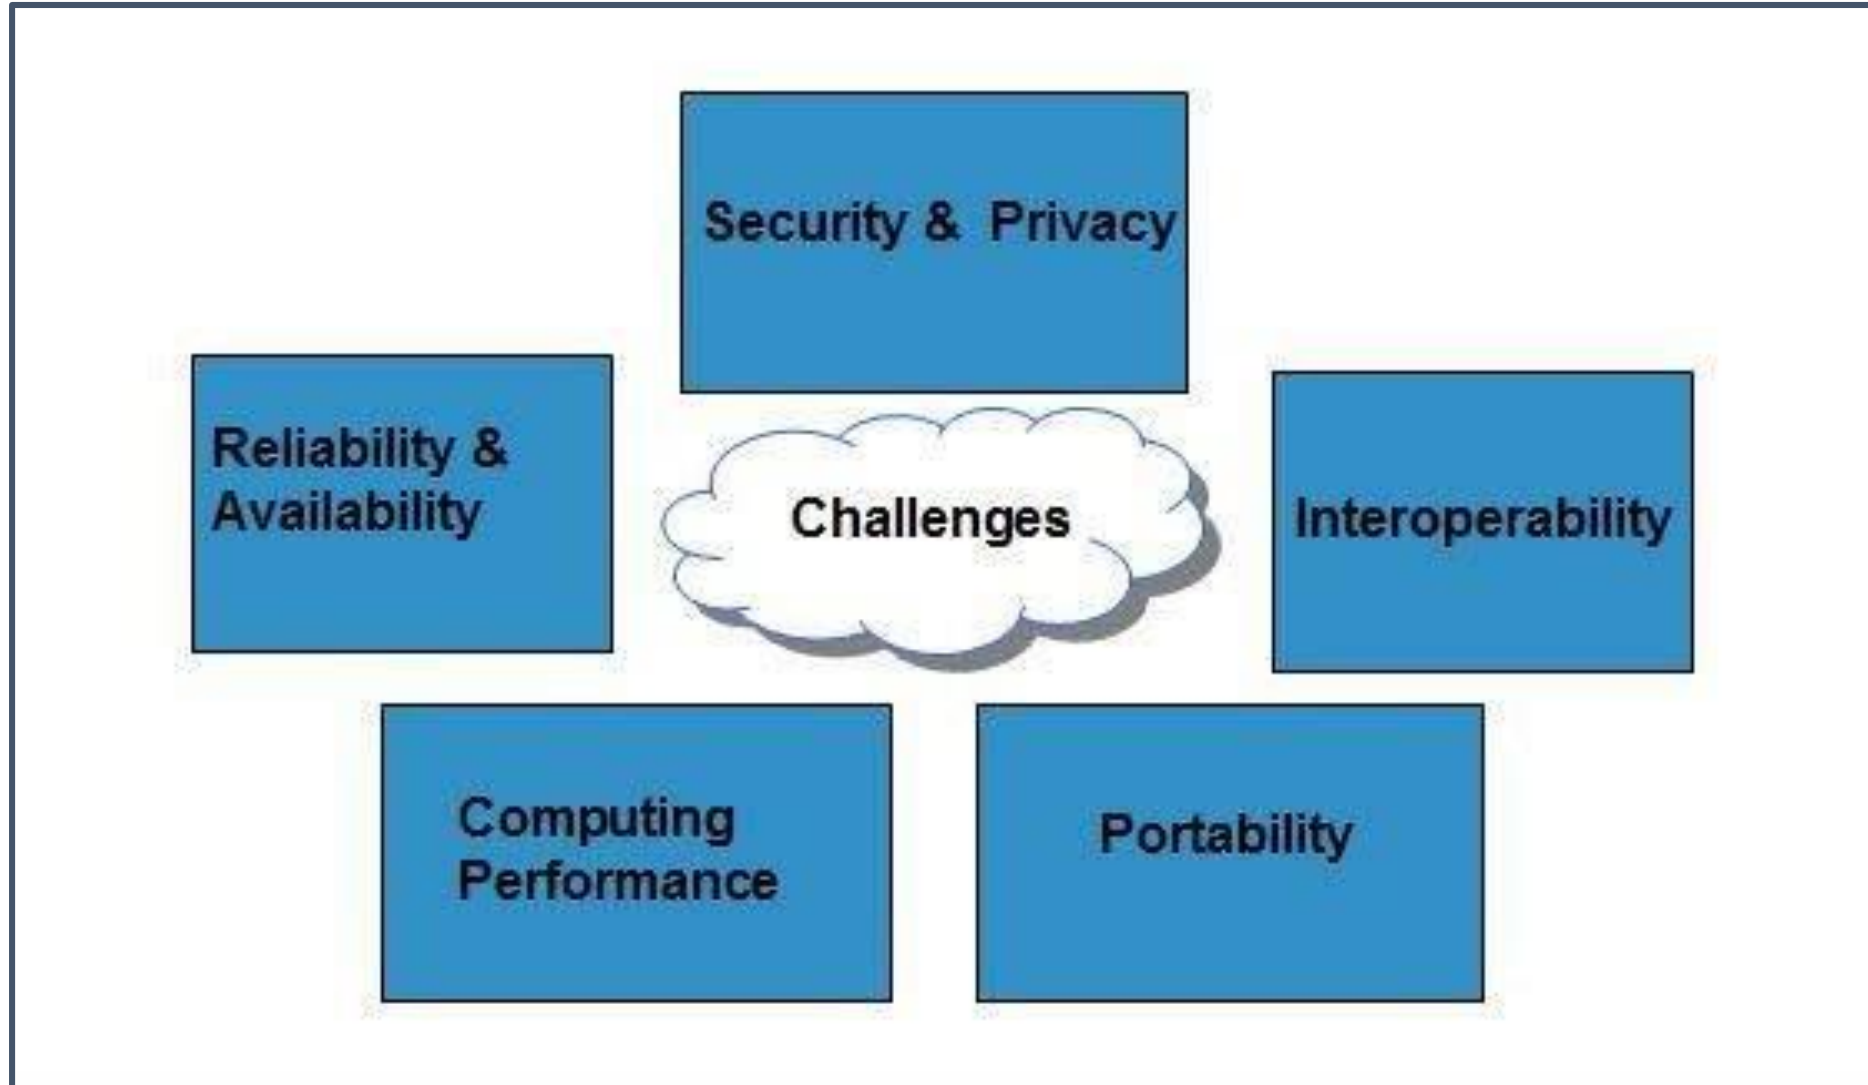 Security & Privacy
Reliability &
Availability
Challenges
Interoperability
Computing
Performance
Portability